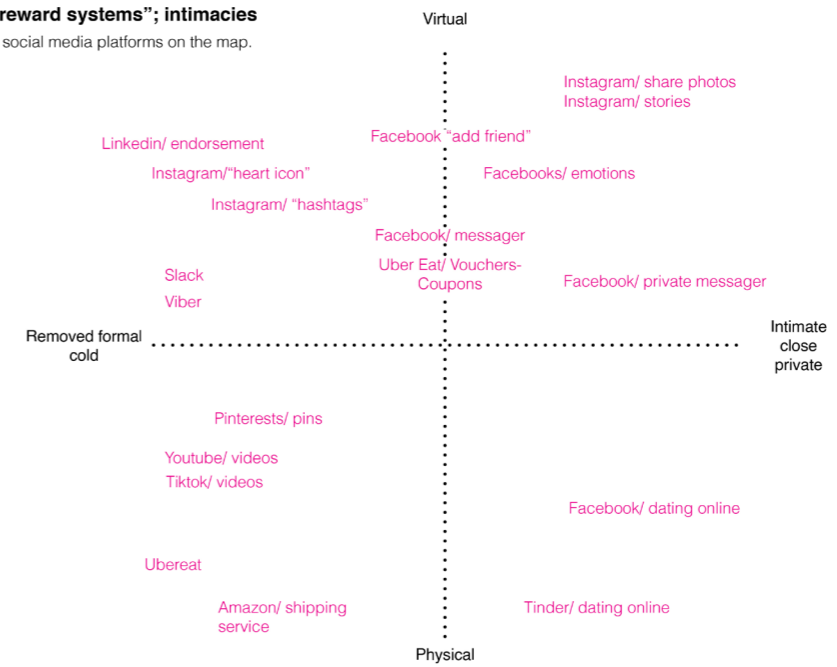 reward systems”; intimacies
social media platforms on the map.
Virtual
Instagram/ share photos
Instagram/ stories
Facebook “add friend”
Linkedin/ endorsement
Instagram/“heart icon”
Facebooks/ emotions
Instagram/ “hashtags”
Facebook/ messager
Uber Eat/ Vouchers-
Coupons
Slack
Facebook/ private messager
Viber
Removed formal
cold
Intimate
close
private
Pinterests/ pins
Youtube/ videos
Tiktok/ videos
Facebook/ dating online
Ubereat
Amazon/ shipping
service
Tinder/ dating online
Physical